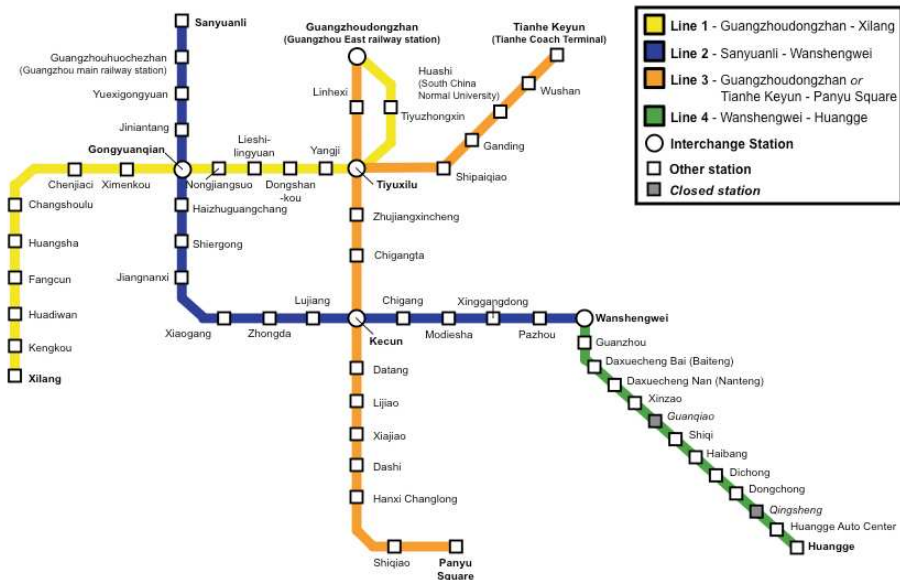 Sanyuanli
Guangzhouhuochezhan
(Guangzhou main railway station)
Yuexigongyuan
Jiniantang
Gongyuanqian
Chenjiaci
Ximenkou
Changshoulu
Huangsha
Fangcun
Huadiwan
Kengkou
Xilang
Nongjiangsuo
Lieshi-
lingyuan
Dongshan
-kou
Yangji
Guangzhoudongzhan
(Guangzhou East railway station)
Linhexi
Tiyuzhongxin
Huashi
(South China
Normal University)
Tianhe Keyun
(Tianhe Coach Terminal)
Wushan
Ganding
Shipaiqiao
Tiyuxilu
Haizhuguangchang
Shiergong
Jiangnanxi
Xiaogang
Zhongda
Lujiang
Zhujiangxincheng
Chigangta
Kecun
Chigang
Modiesha
Xinggangdong
Pazhou
Wanshengwei
Datang
Lijiao
Xiajiao
Dashi
Hanxi Changlong
Shiqiao
Panyu
Square
Guanzhou
Daxuecheng Bai (Baiteng)
Daxuecheng Nan (Nanteng)
Xinzao
Guanqiao
Shiqi
Haibang
Dichong
Dongchong
Qingsheng
Huangge Auto Center
Huangge
Line 1 - Guangzhoudongzhan - Xilang
Line 2 - Sanyuanli - Wanshengwei
Line 3 - Guangzhoudongzhan or
Tianhe Keyun - Panyu Square
Line 4 - Wanshengwei - Huangge
Interchange Station
Other station
Closed station